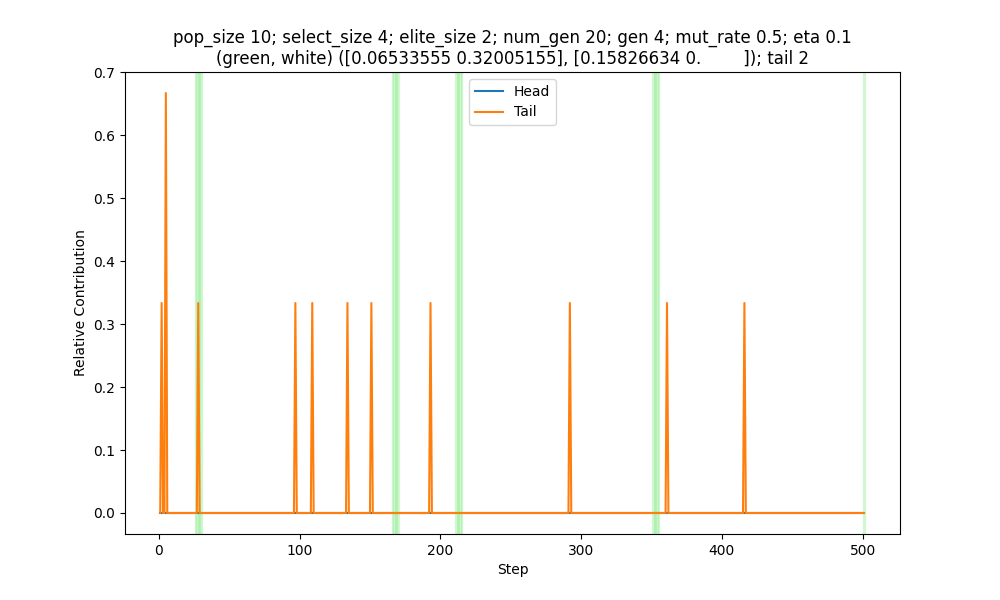 pop_size 10; select_size 4; elite_size 2; num_gen 20; gen 4; mut_rate 0.5; eta 0.1
(green, white) ([0.06533555 0.32005155], [0.15826634 0.        ]); tail 2
0.7
0.6
0.5
0.4
0.3
0.2
0.1
0.0
Relative Contribution
Head
Tail
0
100
200
300
400
500
Step